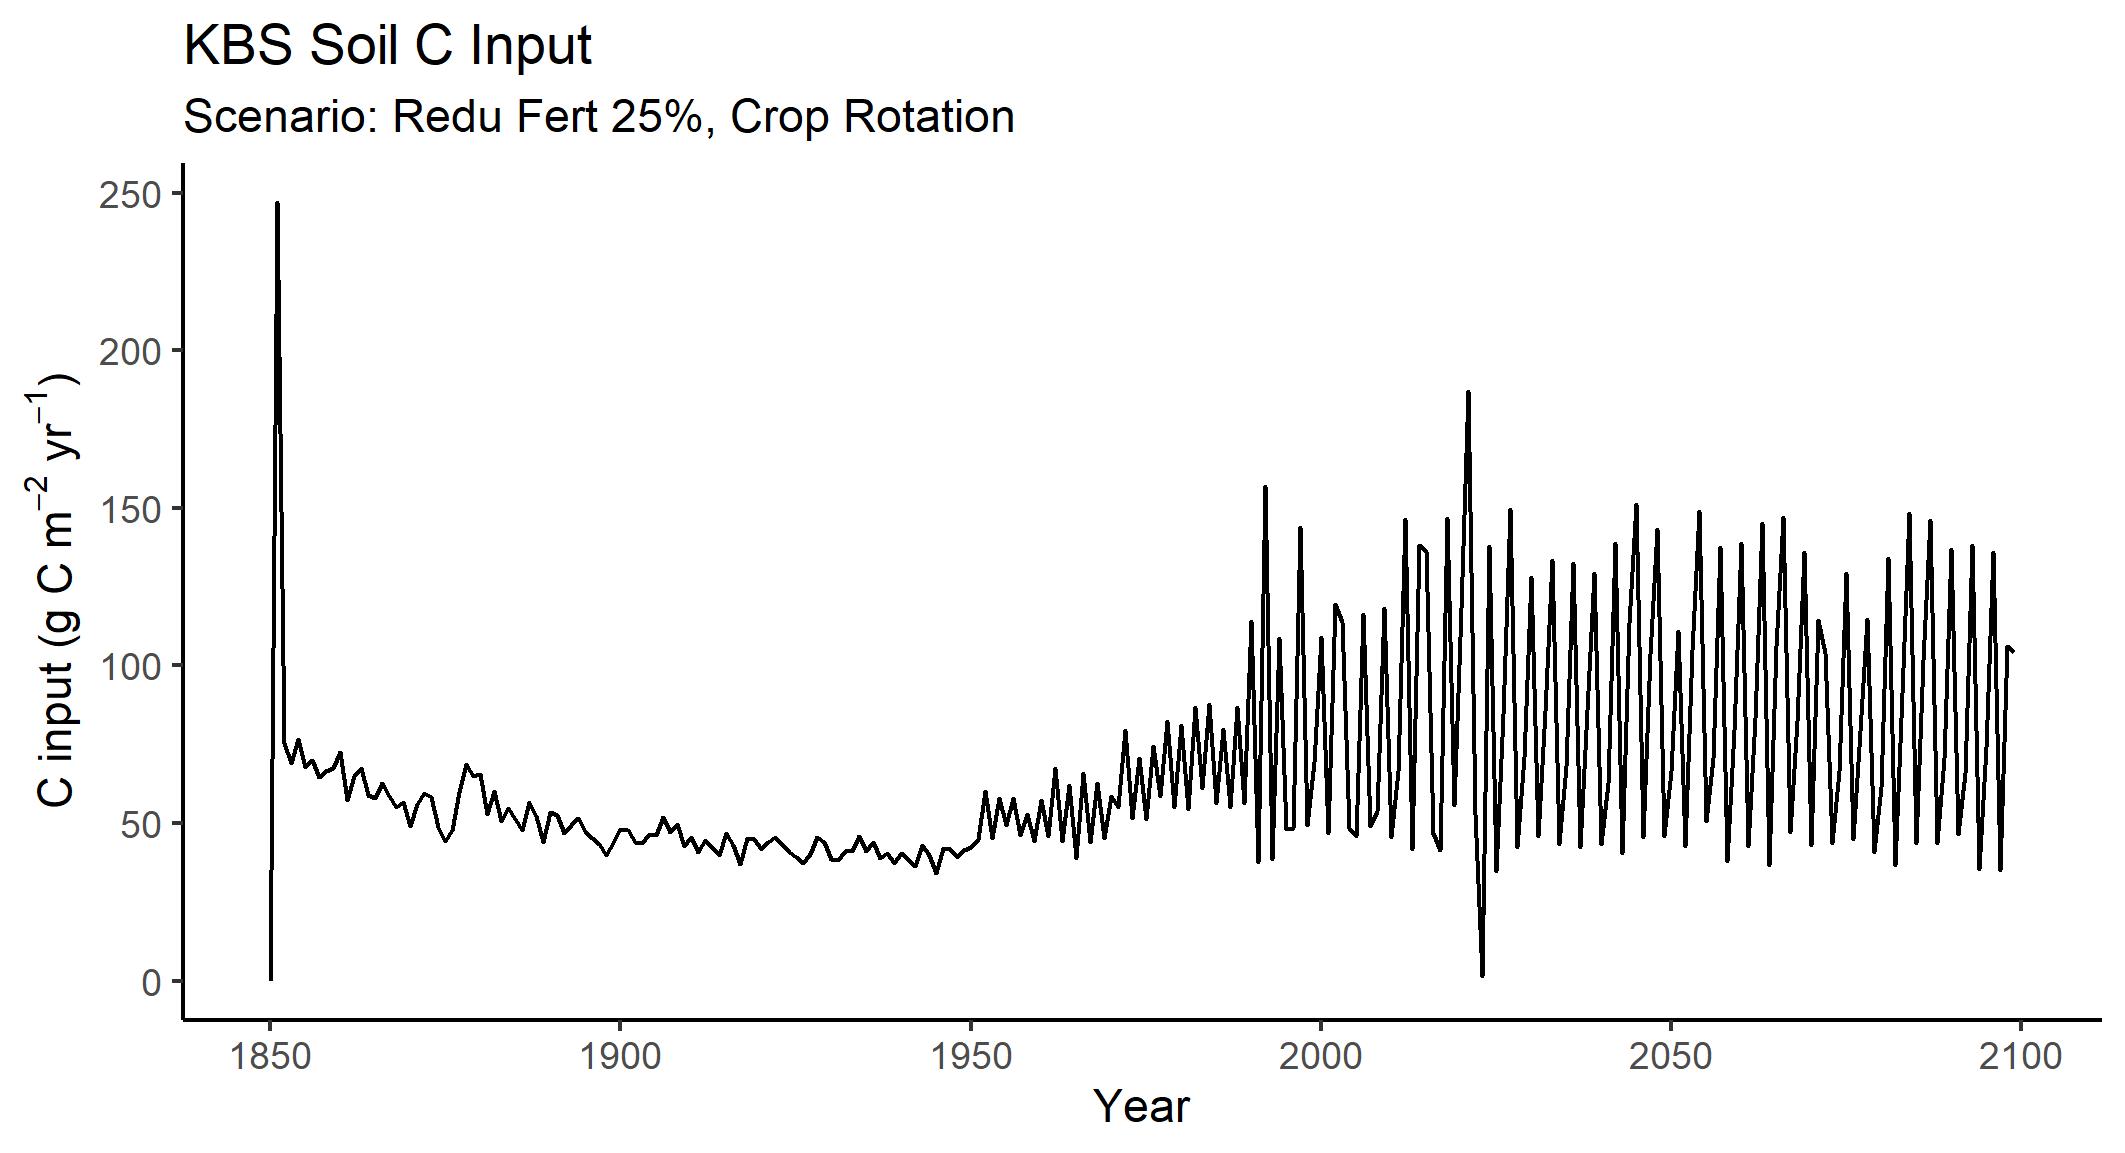 KBS Soil C Input
Scenario: Redu Fert 25%, Crop Rotation
C input (g C m⁻² yr⁻¹)
250
200
150
100
50
0
1850 1900 1950 2000 2050 2100
Year